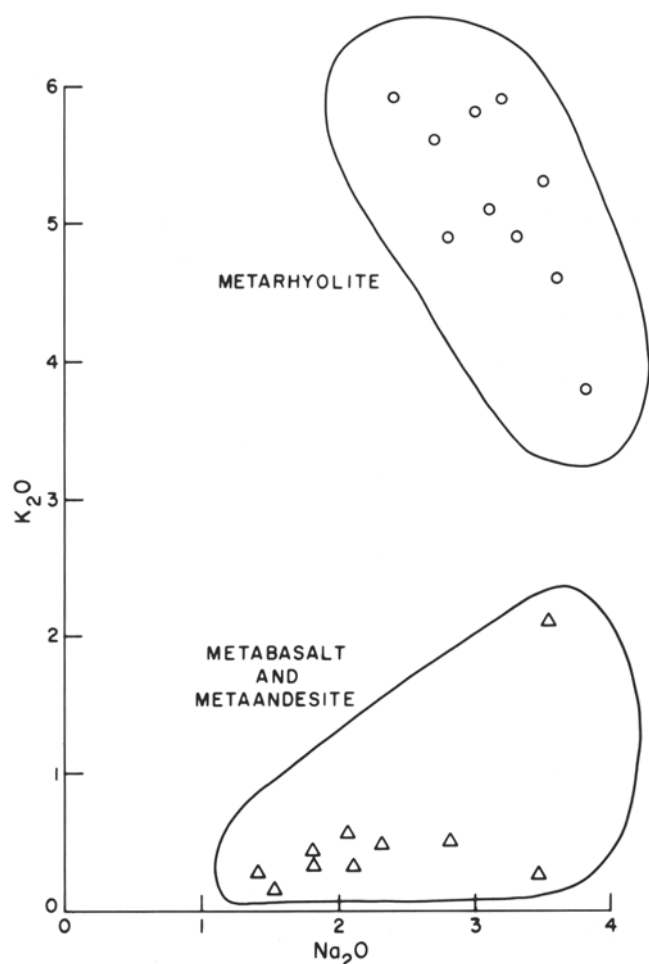 6
5
METARHYOLITE
4
3
K₂O
2
METABASALT
AND
METAANDESITE
1
0
0 1 2 3 4
Na₂O